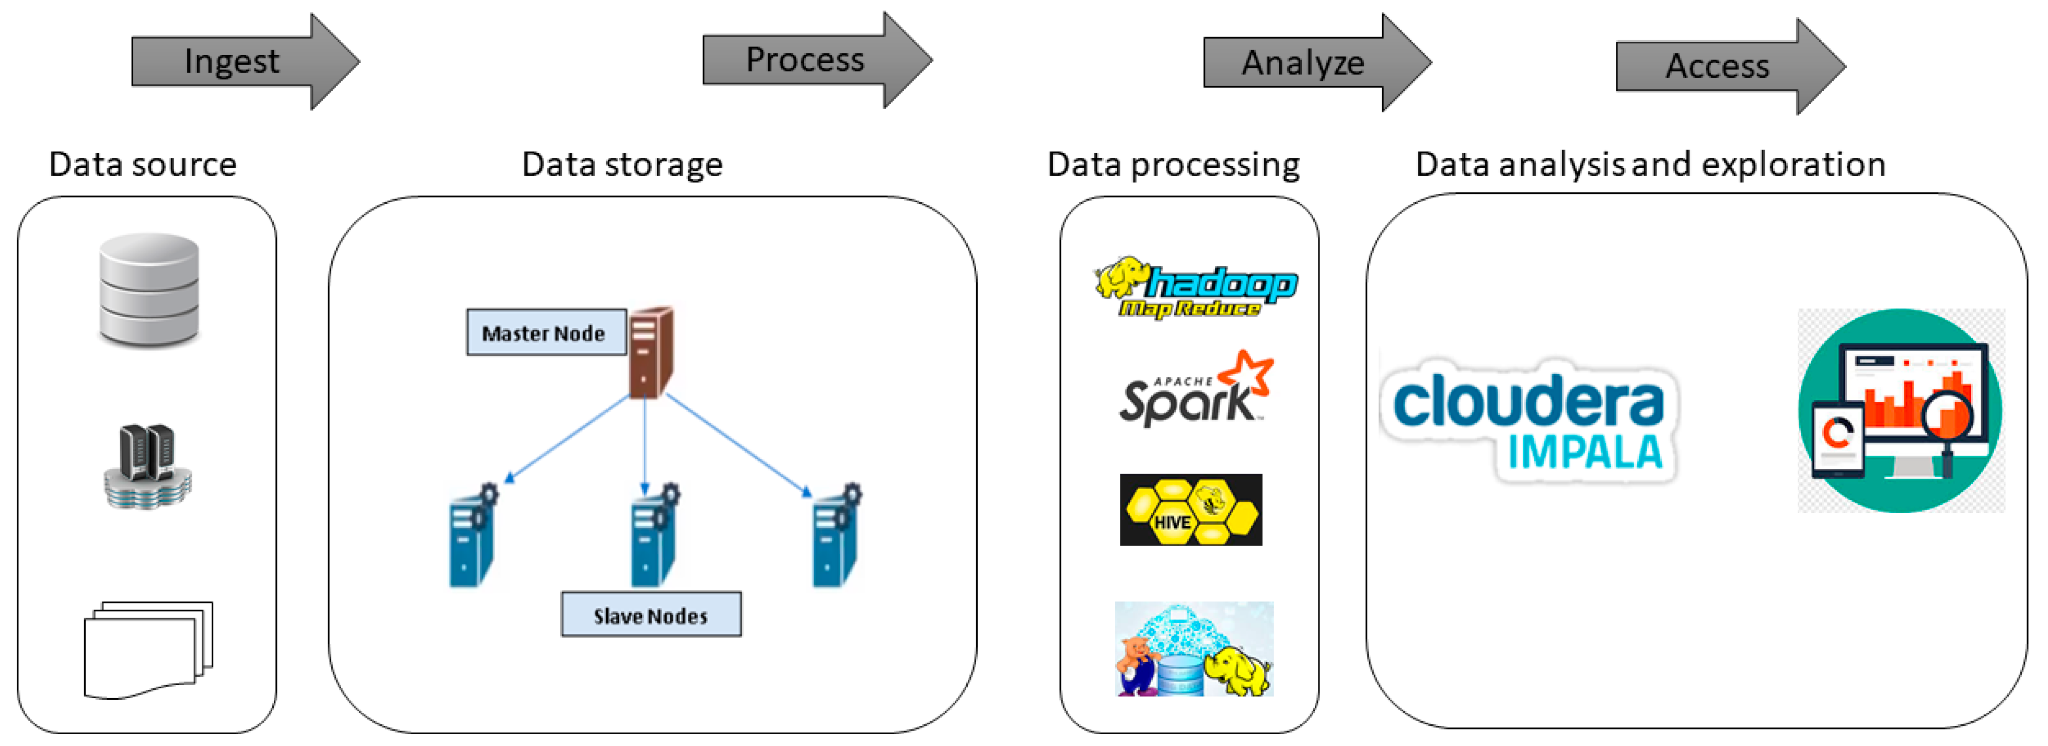 Ingest
Process
Analyze
Access
Data source
Data storage
Data processing
Data analysis and exploration
Master Node
Slave Nodes
hadoop
Map Reduce
APACHE
Spark
HIVE
cloudera
IMPALA